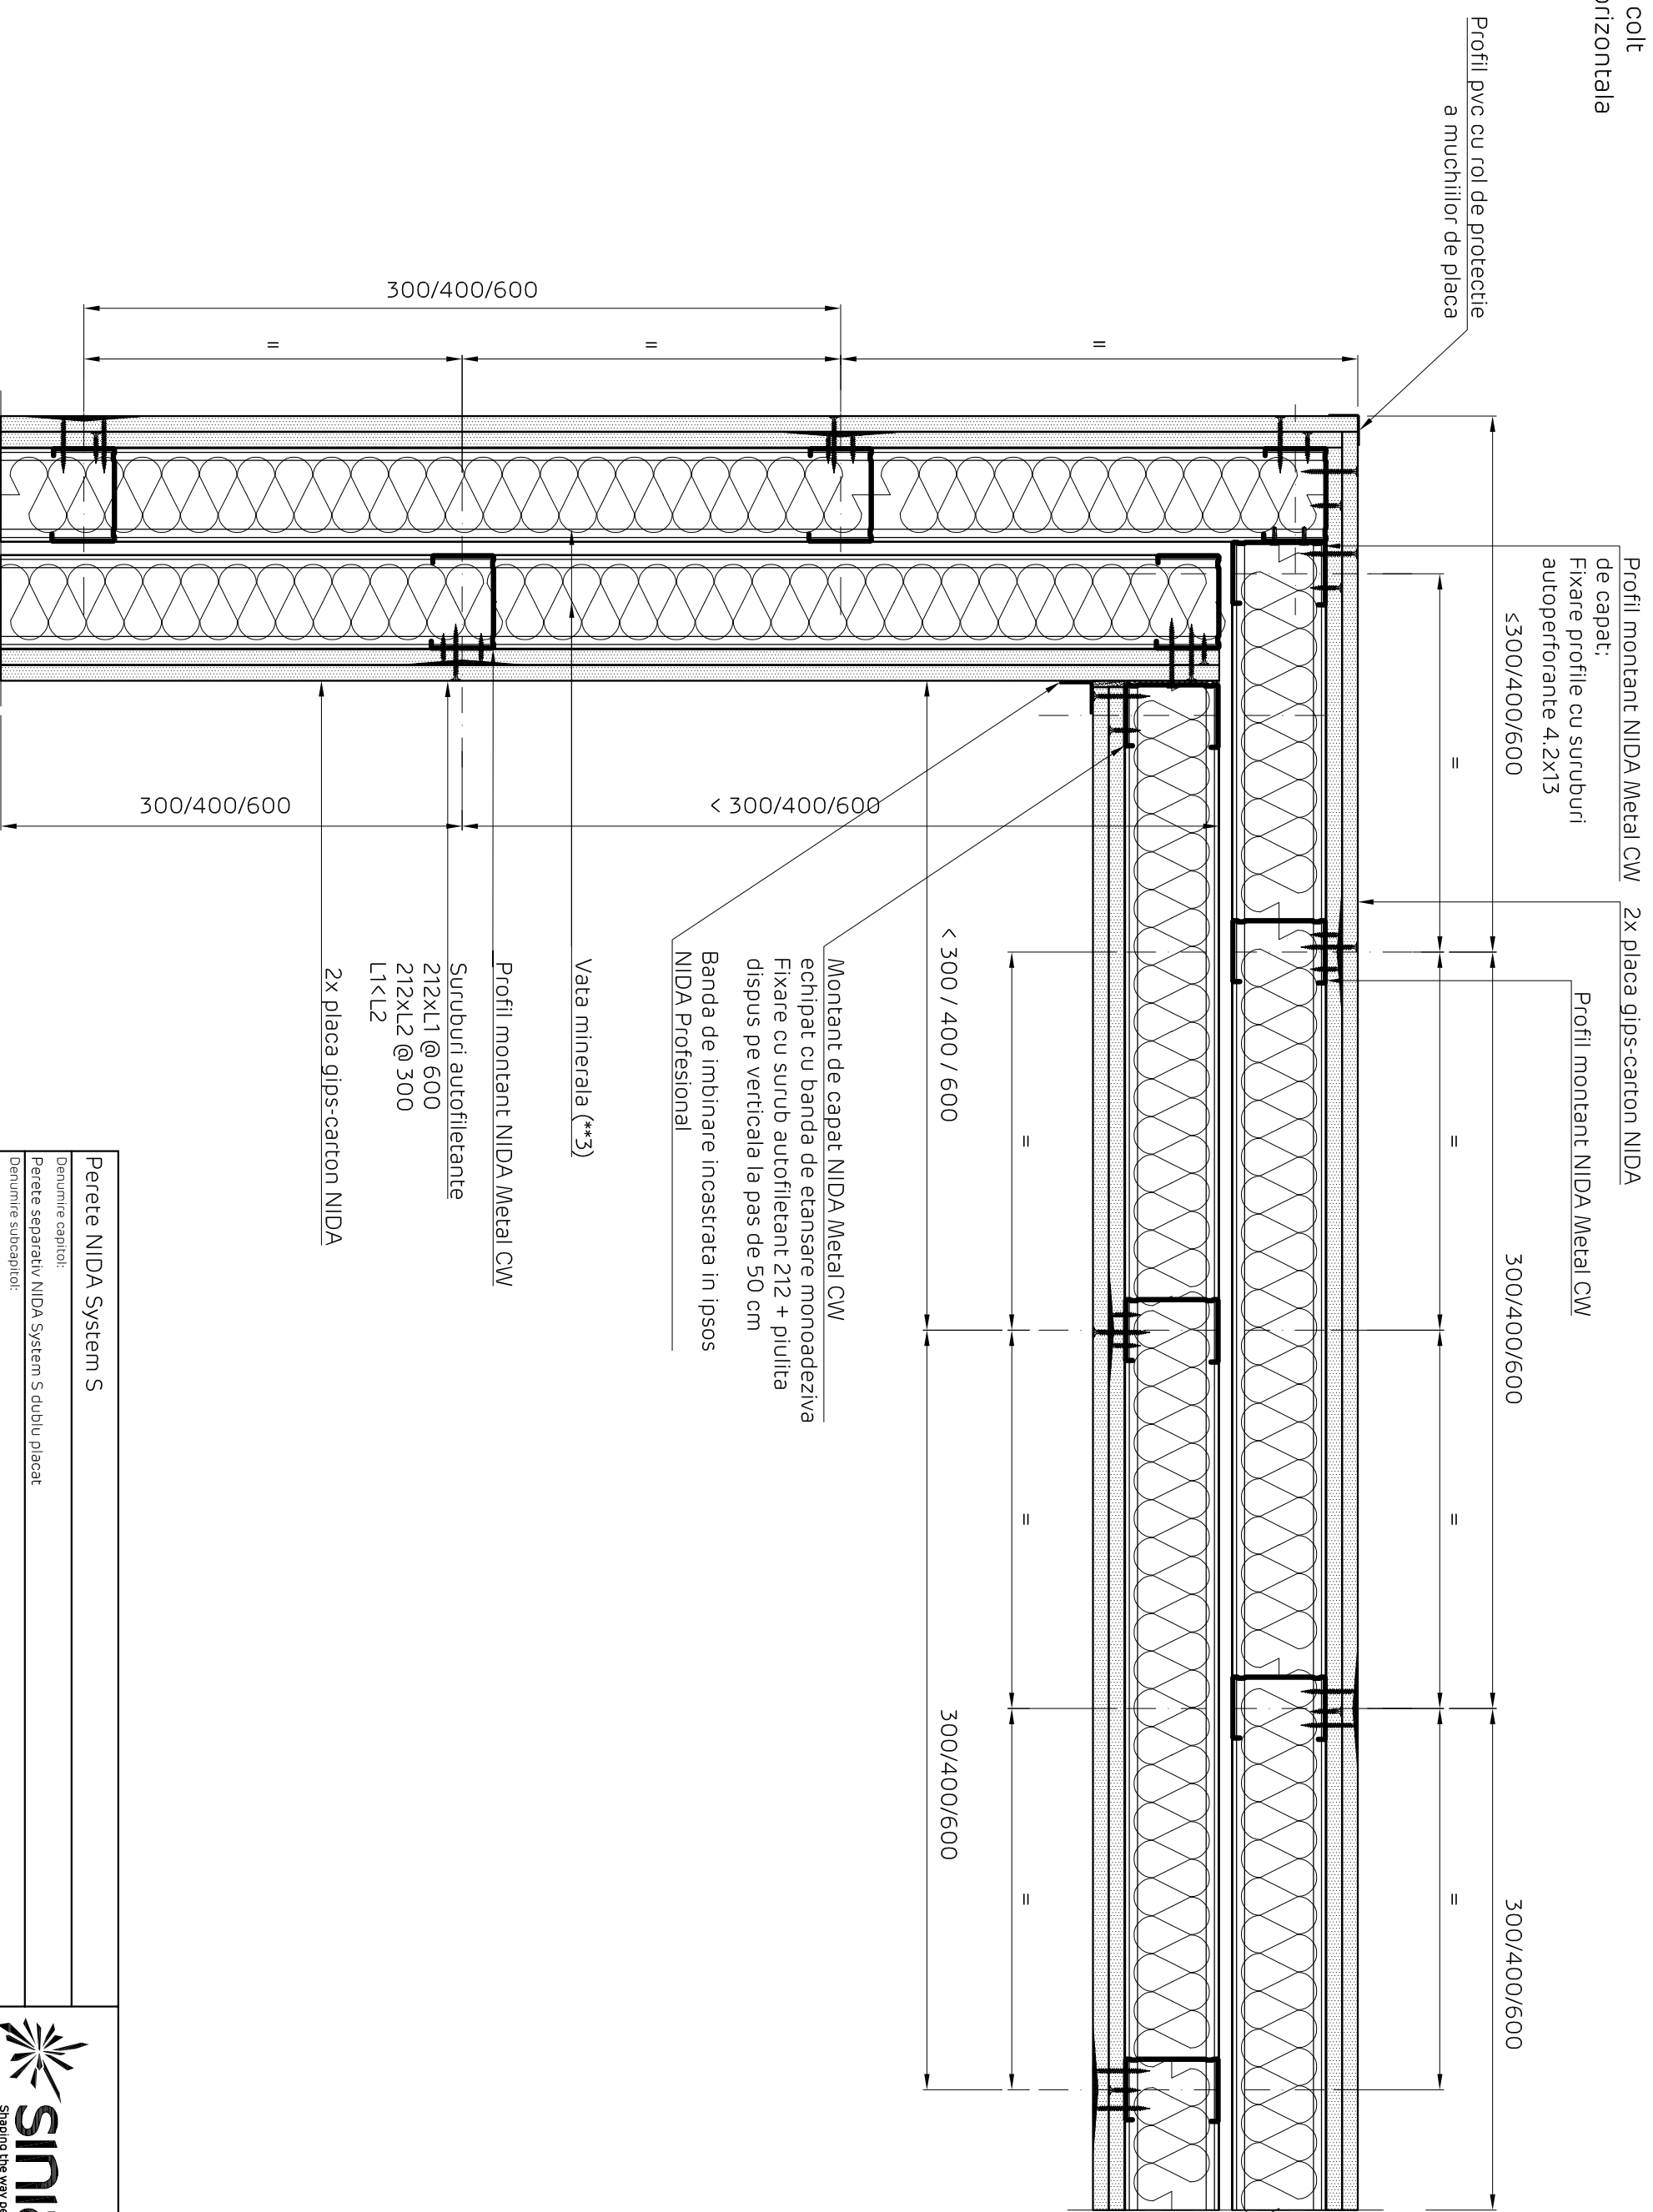 colt
Profil pvc cu rol de protectie
a muchiilor de placa
Profil montant NIDA Metal CW
de capat;
Fixare profile cu suruburi
autoperforante 4.2x13
2x placa gips-carton NIDA
Profil montant NIDA Metal CW
≤300/400/600
300/400/600
300/400/600
=
=
=
=
300/400/600
=
=
=
=
=
=
< 300 / 400 / 600
300/400/600
300/400/600
< 300/400/600
Montant de capat NIDA Metal CW
echipat cu banda de etansare monoadeziva
Fixare cu surub autofiletant 212 + piulita
dispus pe verticala la pas de 50 cm
Banda de imbinare incastrata in ipsos
NIDA Profesional
Vata minerala (**3)
Profil montant NIDA Metal CW
Suruburi autofiletante
212xL1 @ 600
212xL2 @ 300
L1<L2
2x placa gips-carton NIDA
Perete NIDA System S
Denumire capitol:
Perete separativ NIDA System S dublu placat
Denumire subcapitol:
Shaping the way